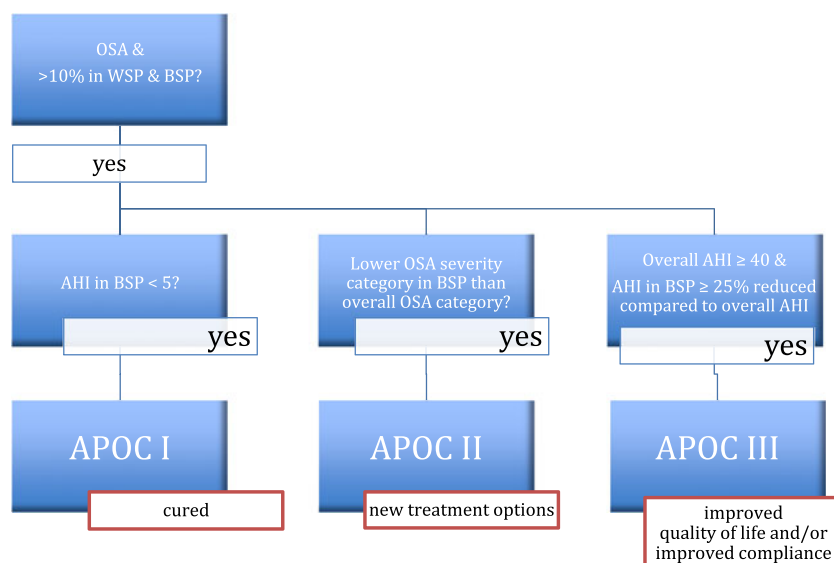 OSA &
>10% in WSP & BSP?
yes
AHI in BSP < 5?
yes
Lower OSA severity
category in BSP than
overall OSA category?
yes
Overall AHI ≥ 40 &
AHI in BSP ≥ 25% reduced
compared to overall AHI
yes
APOC I
cured
APOC II
new treatment options
APOC III
improved
quality of life and/or
improved compliance